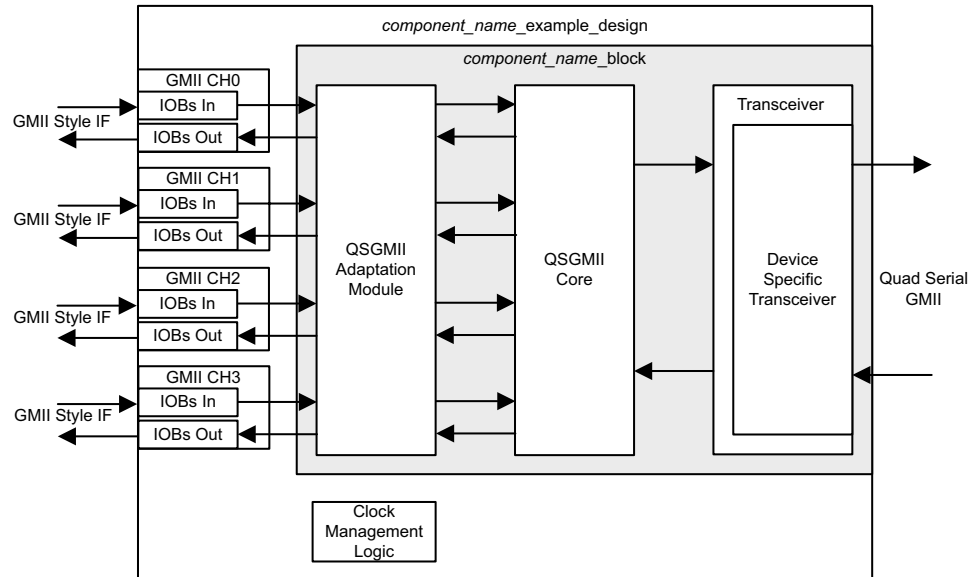 component_name_example_design
component_name_block
GMII CH0
IOBs In
IOBs Out
GMII Style IF
GMII CH1
IOBs In
IOBs Out
GMII Style IF
GMII CH2
IOBs In
IOBs Out
GMII Style IF
GMII CH3
IOBs In
IOBs Out
GMII Style IF
QSGMII
Adaptation
Module
QSGMII
Core
Transceiver
Device
Specific
Transceiver
Quad Serial
GMII
Clock
Management
Logic